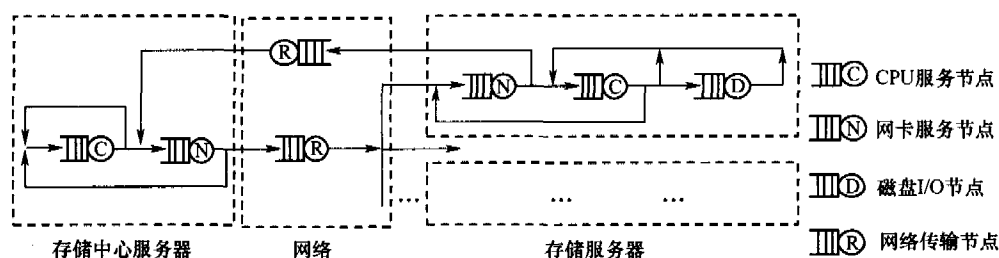 R
N
C
D
C CPU服务节点
N 网卡服务节点
C
N
R
D 磁盘I/O节点
...
...
...
R 网络传输节点
存储中心服务器
网络
存储服务器